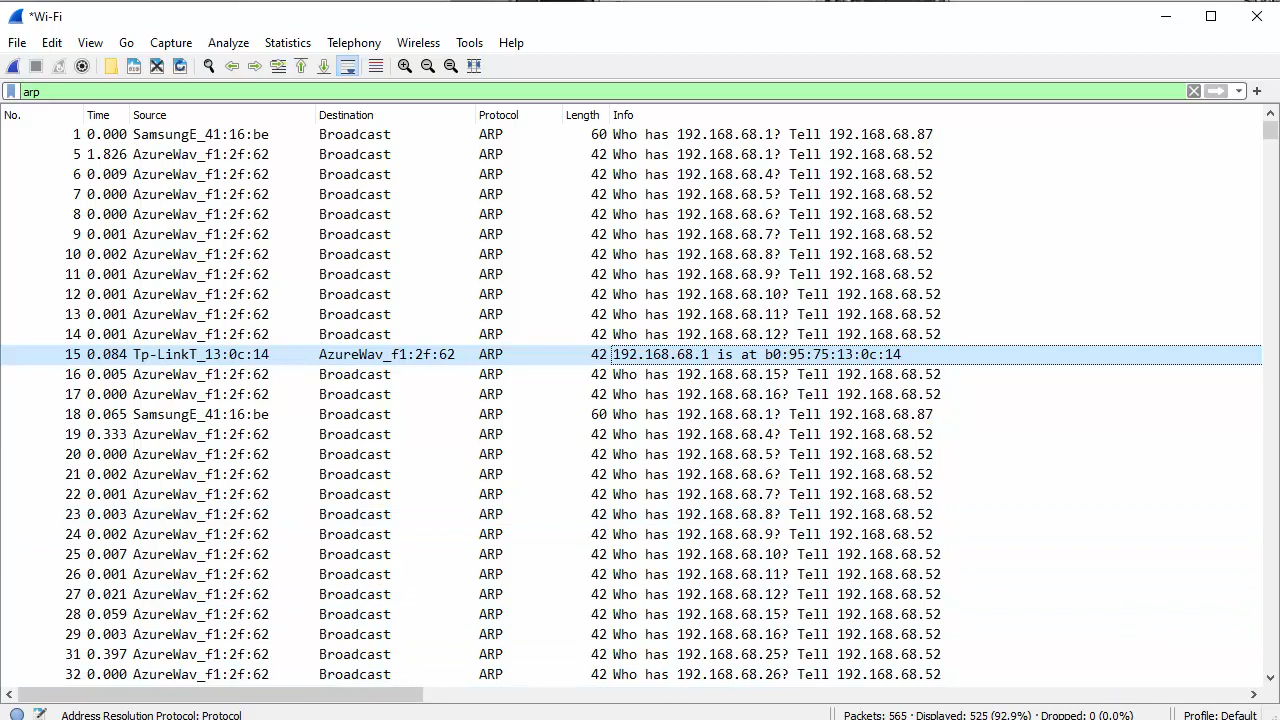 *Wi-Fi
File Edit View Go Capture Analyze Statistics Telephony Wireless Tools Help
arp
No. Time Source Destination Protocol Length Info
1 0.000 SamsungE_41:16:be Broadcast ARP 60 Who has 192.168.68.1? Tell 192.168.68.87
5 1.826 AzureWav_f1:2f:62 Broadcast ARP 42 Who has 192.168.68.1? Tell 192.168.68.52
6 0.009 AzureWav_f1:2f:62 Broadcast ARP 42 Who has 192.168.68.4? Tell 192.168.68.52
7 0.000 AzureWav_f1:2f:62 Broadcast ARP 42 Who has 192.168.68.5? Tell 192.168.68.52
8 0.000 AzureWav_f1:2f:62 Broadcast ARP 42 Who has 192.168.68.6? Tell 192.168.68.52
9 0.001 AzureWav_f1:2f:62 Broadcast ARP 42 Who has 192.168.68.7? Tell 192.168.68.52
10 0.002 AzureWav_f1:2f:62 Broadcast ARP 42 Who has 192.168.68.8? Tell 192.168.68.52
11 0.001 AzureWav_f1:2f:62 Broadcast ARP 42 Who has 192.168.68.9? Tell 192.168.68.52
12 0.001 AzureWav_f1:2f:62 Broadcast ARP 42 Who has 192.168.68.10? Tell 192.168.68.52
13 0.001 AzureWav_f1:2f:62 Broadcast ARP 42 Who has 192.168.68.11? Tell 192.168.68.52
14 0.001 AzureWav_f1:2f:62 Broadcast ARP 42 Who has 192.168.68.12? Tell 192.168.68.52
15 0.084 Tp-LinkT_13:0c:14 AzureWav_f1:2f:62 ARP 42 192.168.68.1 is at b0:95:75:13:0c:14
16 0.005 AzureWav_f1:2f:62 Broadcast ARP 42 Who has 192.168.68.15? Tell 192.168.68.52
17 0.000 AzureWav_f1:2f:62 Broadcast ARP 42 Who has 192.168.68.16? Tell 192.168.68.52
18 0.065 SamsungE_41:16:be Broadcast ARP 60 Who has 192.168.68.1? Tell 192.168.68.87
19 0.333 AzureWav_f1:2f:62 Broadcast ARP 42 Who has 192.168.68.4? Tell 192.168.68.52
20 0.000 AzureWav_f1:2f:62 Broadcast ARP 42 Who has 192.168.68.5? Tell 192.168.68.52
21 0.002 AzureWav_f1:2f:62 Broadcast ARP 42 Who has 192.168.68.6? Tell 192.168.68.52
22 0.001 AzureWav_f1:2f:62 Broadcast ARP 42 Who has 192.168.68.7? Tell 192.168.68.52
23 0.003 AzureWav_f1:2f:62 Broadcast ARP 42 Who has 192.168.68.8? Tell 192.168.68.52
24 0.002 AzureWav_f1:2f:62 Broadcast ARP 42 Who has 192.168.68.9? Tell 192.168.68.52
25 0.007 AzureWav_f1:2f:62 Broadcast ARP 42 Who has 192.168.68.10? Tell 192.168.68.52
26 0.001 AzureWav_f1:2f:62 Broadcast ARP 42 Who has 192.168.68.11? Tell 192.168.68.52
27 0.021 AzureWav_f1:2f:62 Broadcast ARP 42 Who has 192.168.68.12? Tell 192.168.68.52
28 0.059 AzureWav_f1:2f:62 Broadcast ARP 42 Who has 192.168.68.15? Tell 192.168.68.52
29 0.003 AzureWav_f1:2f:62 Broadcast ARP 42 Who has 192.168.68.16? Tell 192.168.68.52
31 0.397 AzureWav_f1:2f:62 Broadcast ARP 42 Who has 192.168.68.25? Tell 192.168.68.52
32 0.000 AzureWav_f1:2f:62 Broadcast ARP 42 Who has 192.168.68.26? Tell 192.168.68.52
Address Resolution Protocol: Protocol Packets: 565 · Displayed: 525 (92.9%) · Dropped: 0 (0.0%) Profile: Default